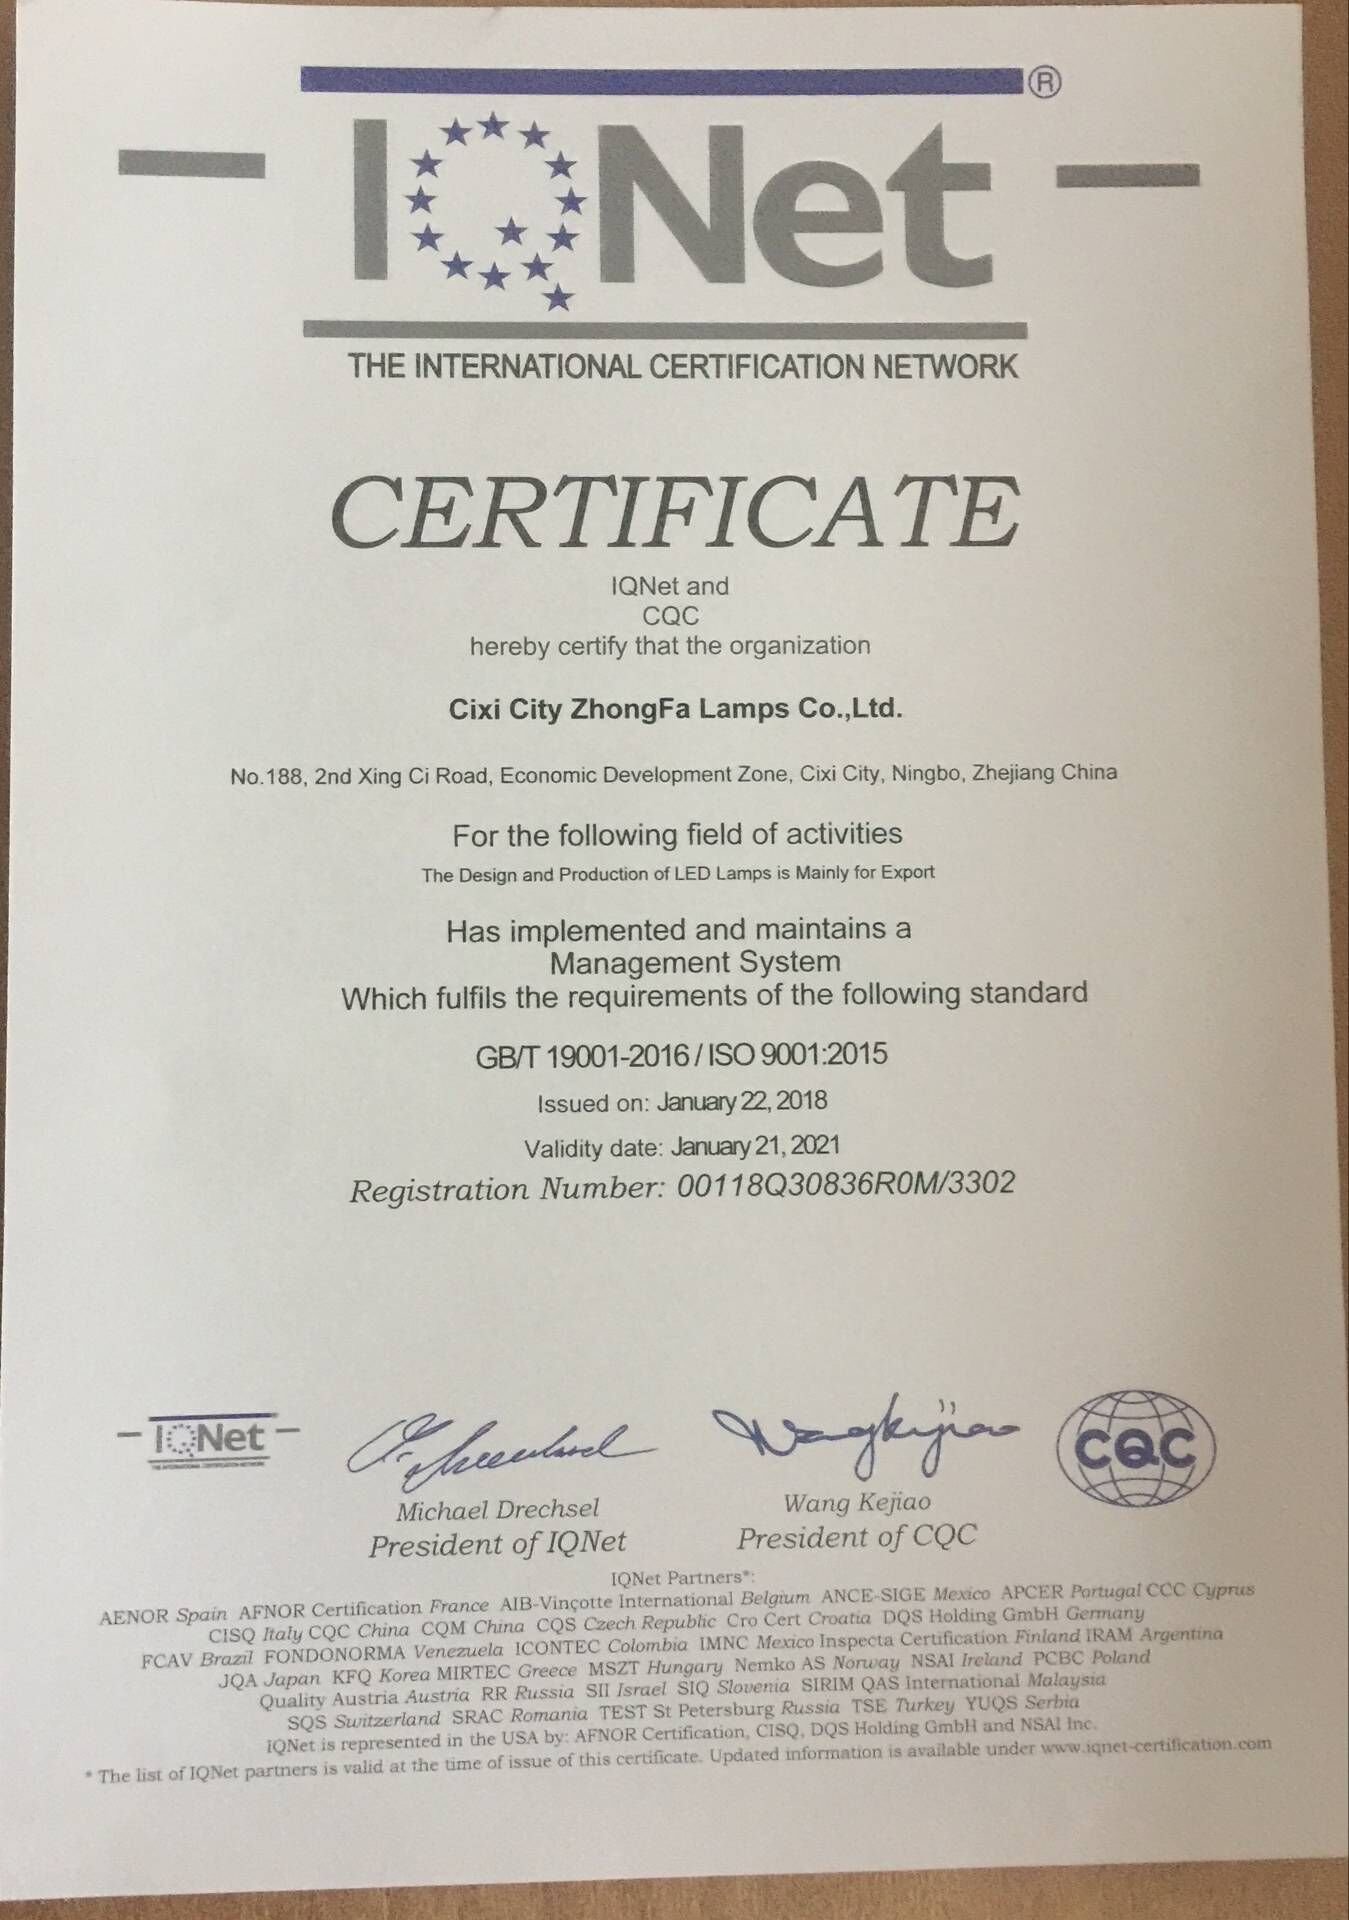 IQNet®
THE INTERNATIONAL CERTIFICATION NETWORK
CERTIFICATE
IQNet and
CQC
hereby certify that the organization
Cixi City ZhongFa Lamps Co.,Ltd.
No.188, 2nd Xing Ci Road, Economic Development Zone, Cixi City, Ningbo, Zhejiang China
For the following field of activities
The Design and Production of LED Lamps is Mainly for Export
Has implemented and maintains a
Management System
Which fulfils the requirements of the following standard
GB/T 19001-2016 / ISO 9001:2015
Issued on: January 22, 2018
Validity date: January 21, 2021
Registration Number: 00118Q30836R0M/3302
IQNet
THE INTERNATIONAL CERTIFICATION NETWORK
Wangkejiao
CQC
Michael Drechsel
President of IQNet
Wang Kejiao
President of CQC
IQNet Partners*:
AENOR Spain AFNOR Certification France AIB-Vinçotte International Belgium ANCE-SIGE Mexico APCER Portugal CCC Cyprus
CISQ Italy CQC China CQM China CQS Czech Republic Cro Cert Croatia DQS Holding GmbH Germany
FCAV Brazil FONDONORMA Venezuela ICONTEC Colombia IMNC Mexico Inspecta Certification Finland IRAM Argentina
JQA Japan KFQ Korea MIRTEC Greece MSZT Hungary Nemko AS Norway NSAI Ireland PCBC Poland
Quality Austria Austria RR Russia SII Israel SIQ Slovenia SIRIM QAS International Malaysia
SQS Switzerland SRAC Romania TEST St Petersburg Russia TSE Turkey YUQS Serbia
IQNet is represented in the USA by: AFNOR Certification, CISQ, DQS Holding GmbH and NSAI Inc.
* The list of IQNet partners is valid at the time of issue of this certificate. Updated information is available under www.iqnet-certification.com